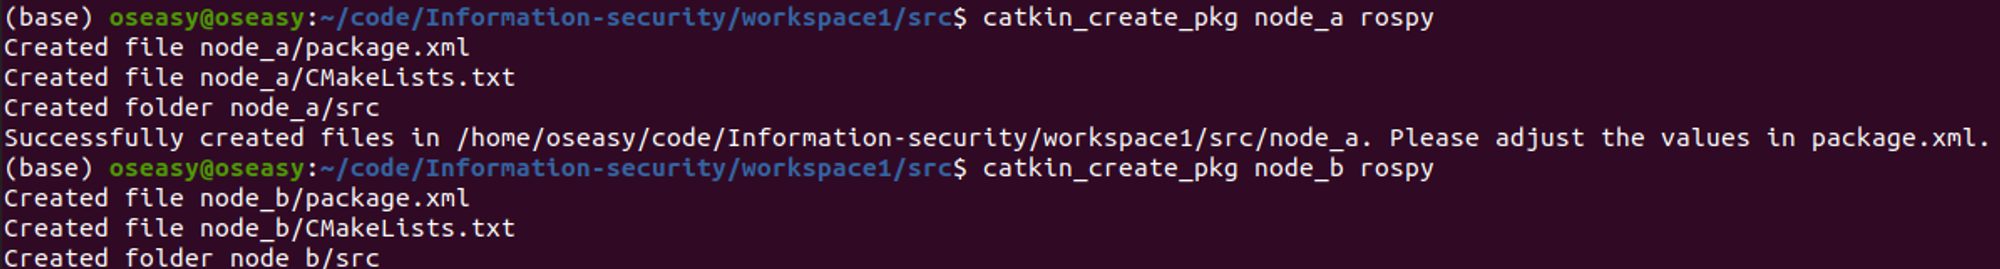 (base) oseasy@oseasy:~/code/Information-security/workspace1/src$ catkin_create_pkg node_a rospy
Created file node_a/package.xml
Created file node_a/CMakeLists.txt
Created folder node_a/src
Successfully created files in /home/oseasy/code/Information-security/workspace1/src/node_a. Please adjust the values in package.xml.
(base) oseasy@oseasy:~/code/Information-security/workspace1/src$ catkin_create_pkg node_b rospy
Created file node_b/package.xml
Created file node_b/CMakeLists.txt
Created folder node_b/src